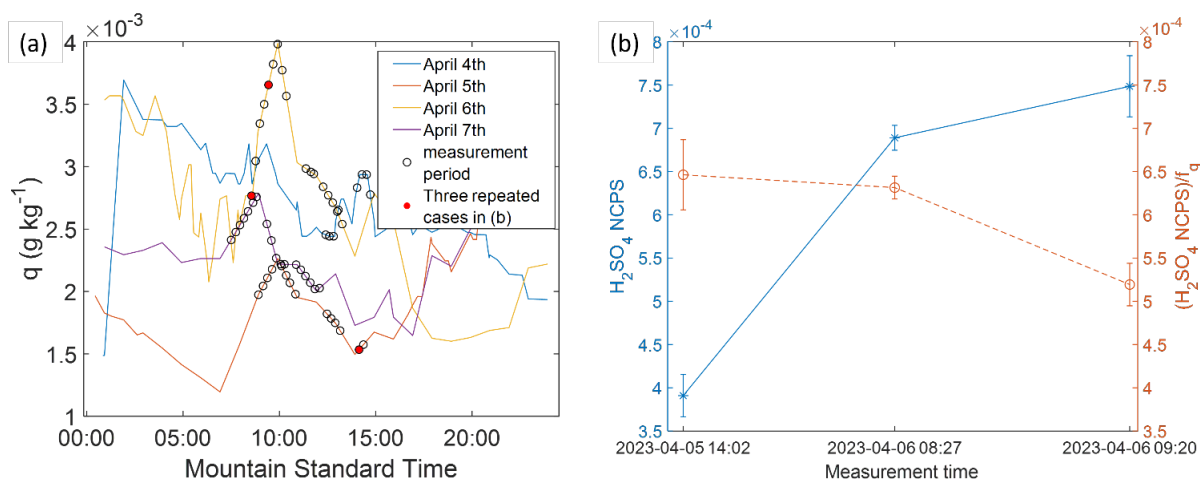 (a)
×10⁻³
4
3.5
3
2.5
2
1.5
1
q (g kg⁻¹)
00:00 05:00 10:00 15:00 20:00
Mountain Standard Time
April 4th
April 5th
April 6th
April 7th
measurement
period
Three repeated
cases in (b)
(b)
×10⁻⁴
8
7.5
7
6.5
6
5.5
5
4.5
4
3.5
H₂SO₄ NCPS
×10⁻⁴
8
7.5
7
6.5
6
5.5
5
4.5
4
3.5
(H₂SO₄ NCPS)/f_q
2023-04-05 14:02 2023-04-06 08:27 2023-04-06 09:20
Measurement time